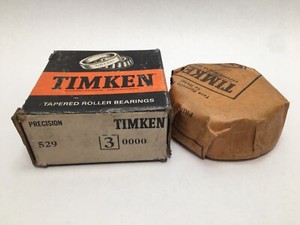 TIMKEN
TAPERED ROLLER BEARINGS
PRECISION
TIMKEN
529
3 0000
TIMKEN